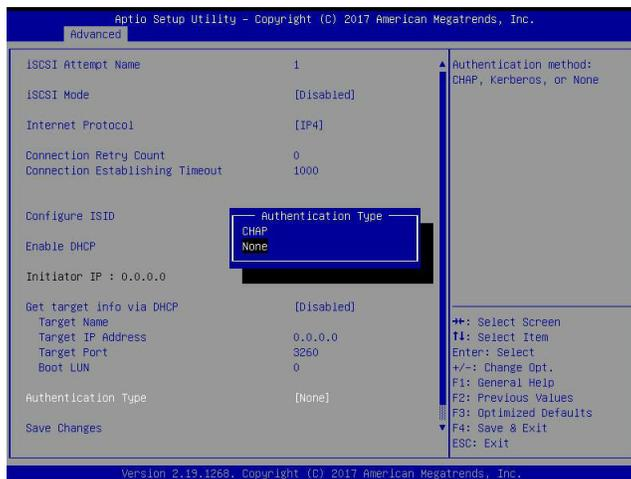 Aptio Setup Utility – Copyright (C) 2017 American Megatrends, Inc.
Advanced
iSCSI Attempt Name 1
iSCSI Mode [Disabled]
Internet Protocol [IP4]
Connection Retry Count 0
Connection Establishing Timeout 1000
Configure ISID
Enable DHCP
Initiator IP : 0.0.0.0
Get target info via DHCP [Disabled]
Target Name
Target IP Address 0.0.0.0
Target Port 3260
Boot LUN 0
Authentication Type [None]
Save Changes
Authentication Type
CHAP
None
Authentication method:
CHAP, Kerberos, or None
→←: Select Screen
↑↓: Select Item
Enter: Select
+/-: Change Opt.
F1: General Help
F2: Previous Values
F3: Optimized Defaults
F4: Save & Exit
ESC: Exit
Version 2.19.1268. Copyright (C) 2017 American Megatrends, Inc.